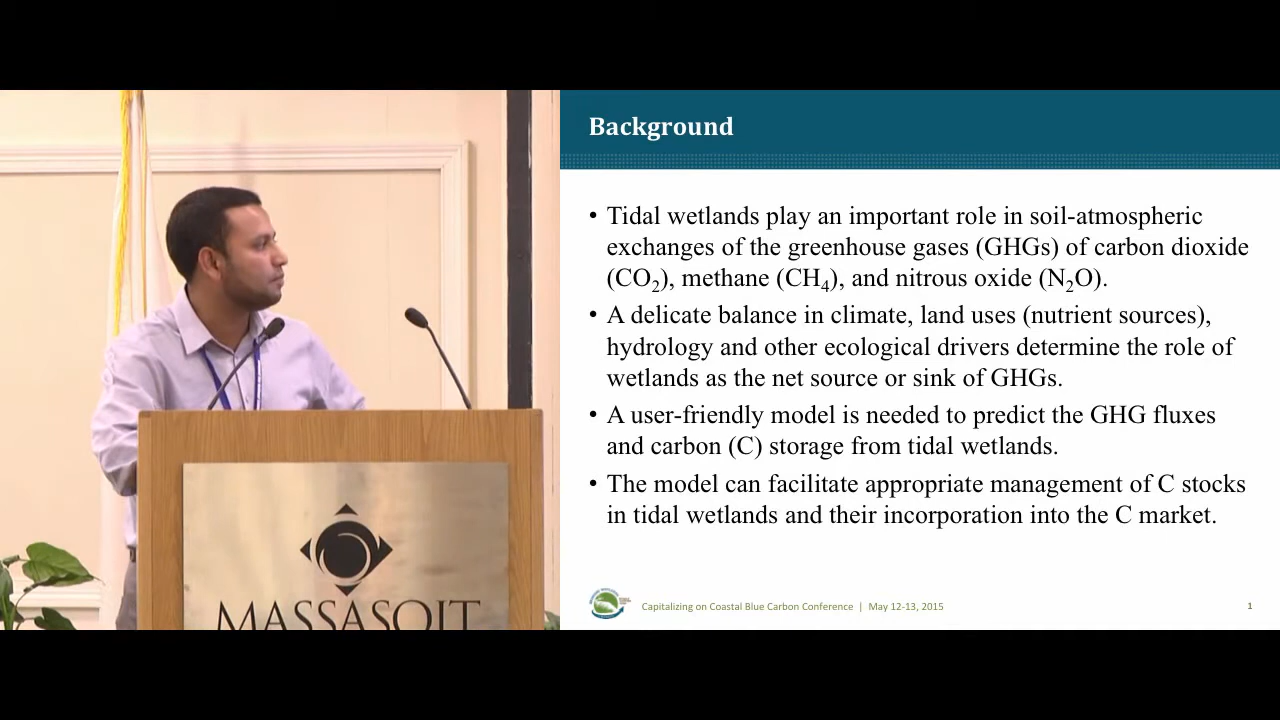 Background
• Tidal wetlands play an important role in soil-atmospheric
exchanges of the greenhouse gases (GHGs) of carbon dioxide
(CO2), methane (CH4), and nitrous oxide (N2O).
• A delicate balance in climate, land uses (nutrient sources),
hydrology and other ecological drivers determine the role of
wetlands as the net source or sink of GHGs.
• A user-friendly model is needed to predict the GHG fluxes
and carbon (C) storage from tidal wetlands.
• The model can facilitate appropriate management of C stocks
in tidal wetlands and their incorporation into the C market.
Capitalizing on Coastal Blue Carbon Conference | May 12-13, 2015
1
MASSASOIT